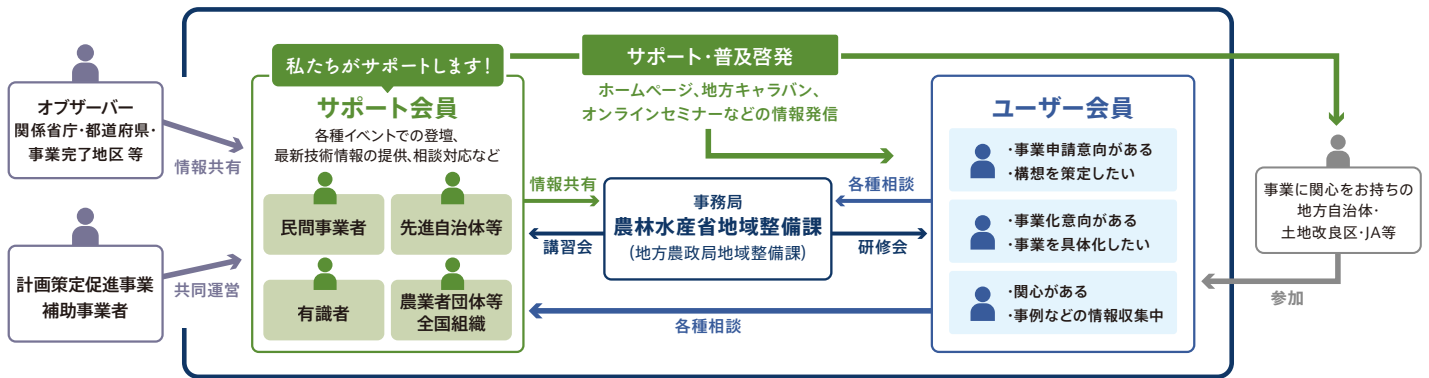 オブザーバー
関係省庁・都道府県・
事業完了地区 等
情報共有
計画策定促進事業
補助事業者
共同運営
私たちがサポートします!
サポート会員
各種イベントでの登壇、
最新技術情報の提供、相談対応など
民間事業者
先進自治体等
有識者
農業者団体等
全国組織
サポート・普及啓発
ホームページ、地方キャラバン、
オンラインセミナーなどの情報発信
情報共有
講習会
事務局
農林水産省地域整備課
(地方農政局地域整備課)
各種相談
研修会
各種相談
ユーザー会員
・事業申請意向がある
・構想を策定したい
・事業化意向がある
・事業を具体化したい
・関心がある
・事例などの情報収集中
事業に関心をお持ちの
地方自治体・
土地改良区・JA等
参加